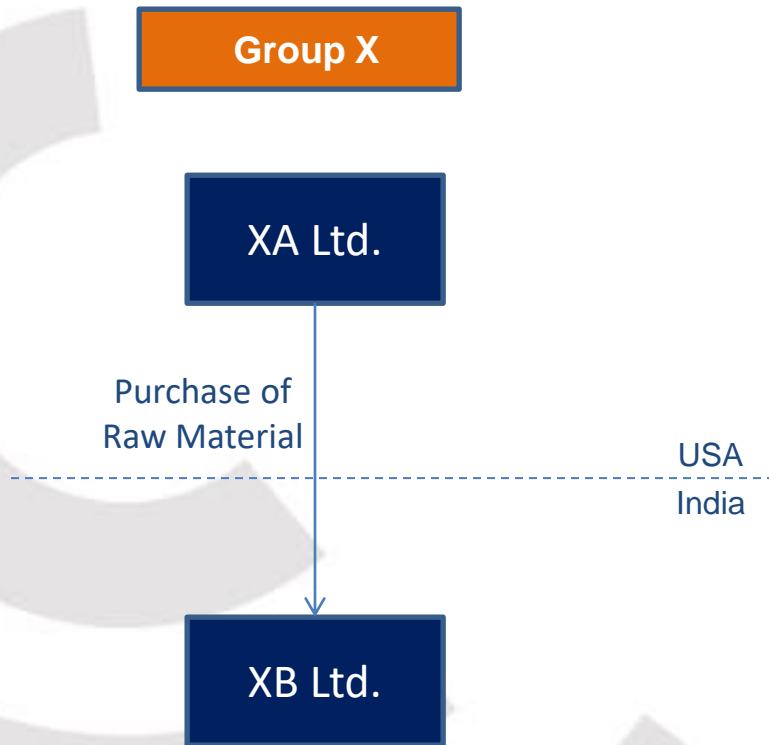 Group X
XA Ltd.
Purchase of
Raw Material
USA
India
XB Ltd.